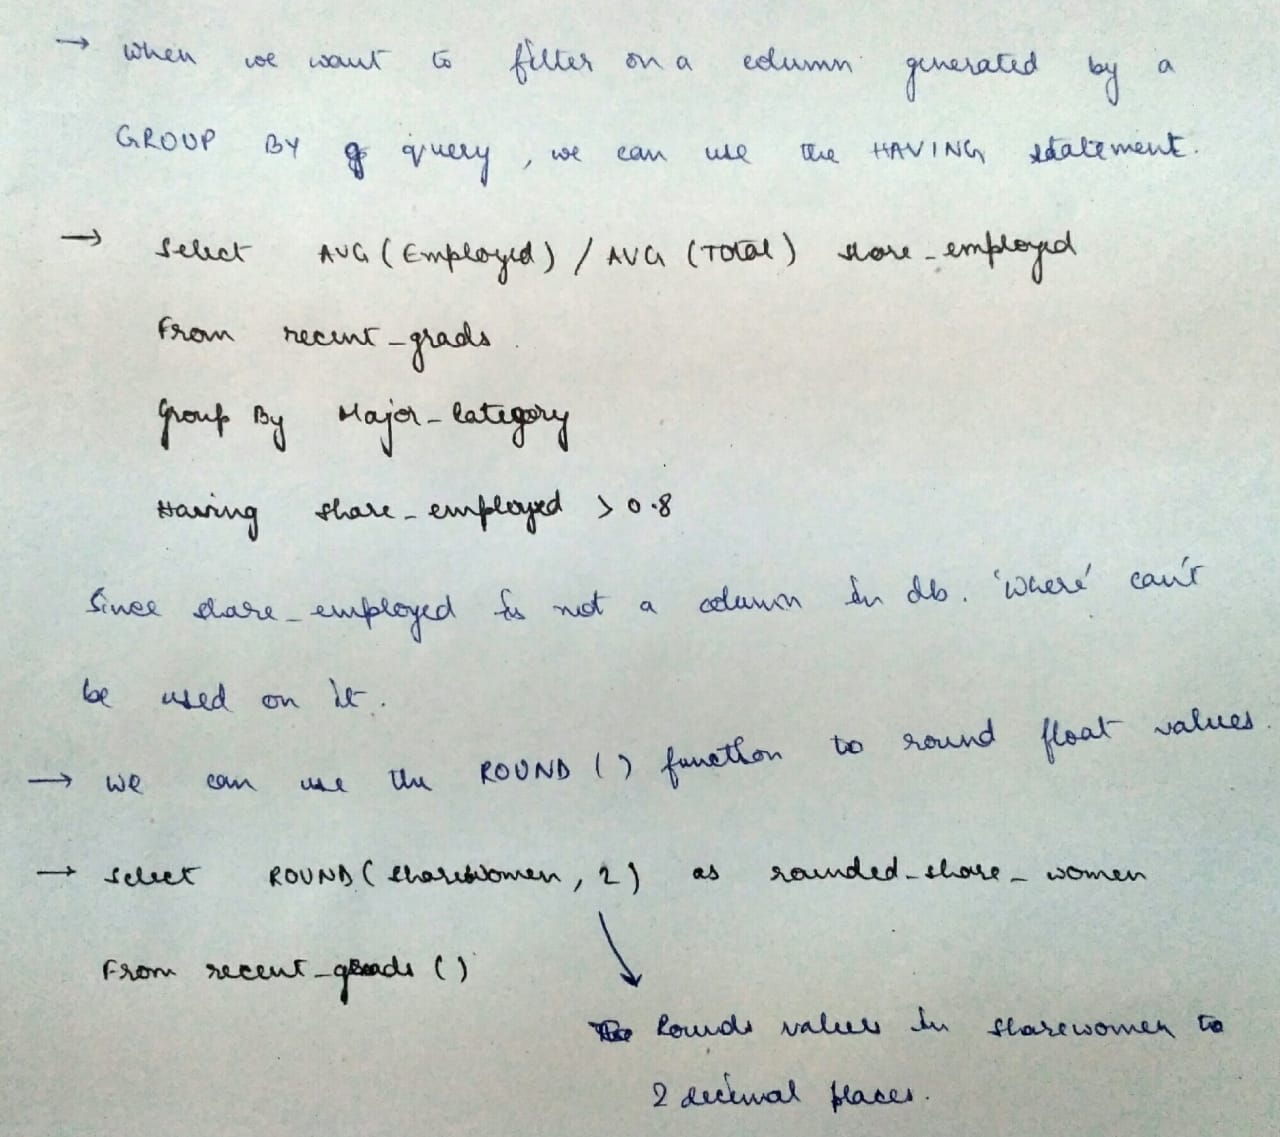 → when we want to filter on a column generated by a
GROUP BY query, we can use the HAVING statement.
→ Select AVG(Employed) / AVG (Total) share_employed
From recent_grads.
Group By Major_Category
Having share_employed > 0.8
Since share_employed is not a column in db. 'where' can't
be used on it.
→ we can use the ROUND () function to round float values.
→ select ROUND(sharewomen, 2) as rounded_share_women
From recent_grads ()
Rounds values in sharewomen to
2 decimal places.